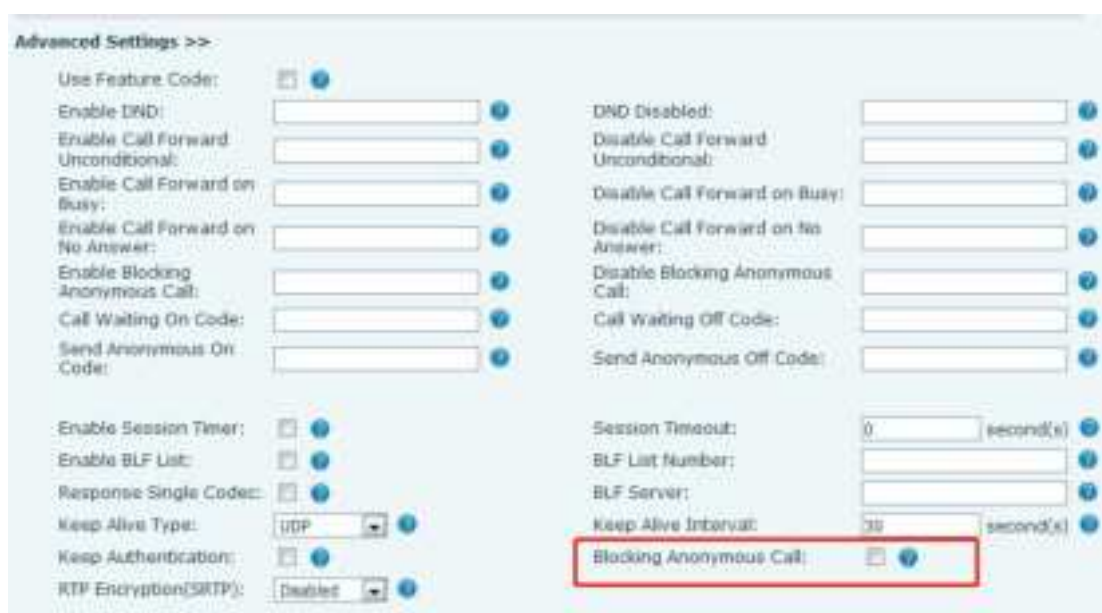 Advanced Settings >>
Use Feature Code:
Enable DND:
DND Disabled:
Enable Call Forward
Unconditional:
Disable Call Forward
Unconditional:
Enable Call Forward on
Busy:
Disable Call Forward on Busy:
Enable Call Forward on
No Answer:
Disable Call Forward on No
Answer:
Enable Blocking
Anonymous Call:
Disable Blocking Anonymous
Call:
Call Waiting On Code:
Call Waiting Off Code:
Send Anonymous On
Code:
Send Anonymous Off Code:
Enable Session Timer:
Session Timeout: 0 second(s)
Enable BLF List:
BLF List Number:
Response Single Codec:
BLF Server:
Keep Alive Type: UDP
Keep Alive Interval: 30 second(s)
Keep Authentication:
Blocking Anonymous Call:
RTP Encryption(SRTP): Disabled